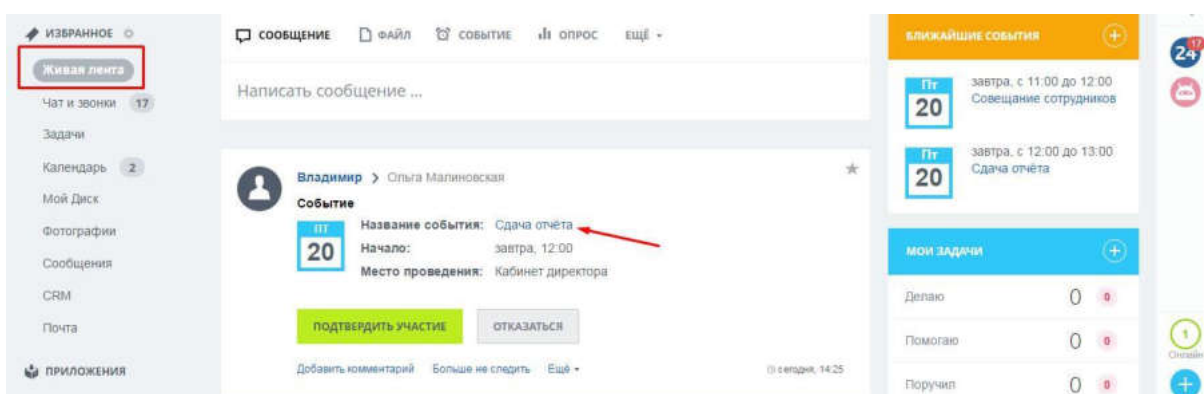 ИЗБРАННОЕ
Живая лента
Чат и звонки 17
Задачи
Календарь 2
Мой Диск
Фотографии
Сообщения
CRM
Почта
ПРИЛОЖЕНИЯ
СООБЩЕНИЕ ФАЙЛ СОБЫТИЕ ОПРОС ЕЩЁ
Написать сообщение ...
Владимир > Ольга Малиновская
Событие
ПТ
20
Название события: Сдача отчёта
Начало: завтра, 12:00
Место проведения: Кабинет директора
ПОДТВЕРДИТЬ УЧАСТИЕ ОТКАЗАТЬСЯ
Добавить комментарий Больше не следить Ещё сегодня, 14:25
БЛИЖАЙШИЕ СОБЫТИЯ
Пт
20
завтра, с 11:00 до 12:00
Совещание сотрудников
Пт
20
завтра, с 12:00 до 13:00
Сдача отчёта
МОИ ЗАДАЧИ
Делаю 0 0
Помогаю 0 0
Поручил 0 0
24 17
1
Онлайн